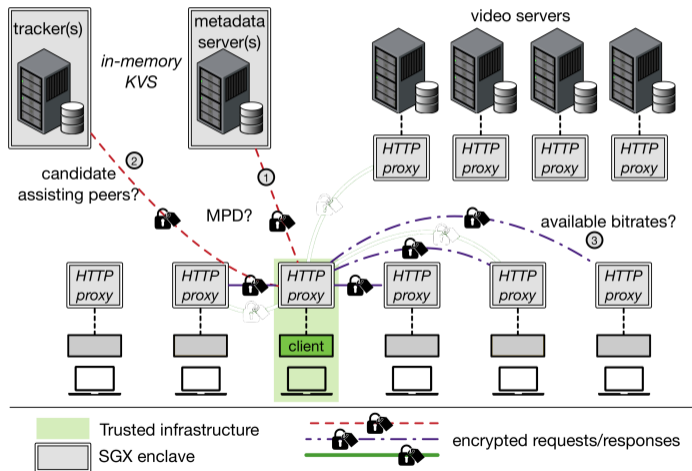 tracker(s)
metadata
server(s)
in-memory
KVS
video servers
HTTP
proxy
HTTP
proxy
HTTP
proxy
HTTP
proxy
2
1
candidate
assisting peers?
MPD?
available bitrates?
3
HTTP
proxy
HTTP
proxy
HTTP
proxy
HTTP
proxy
HTTP
proxy
HTTP
proxy
client
Trusted infrastructure
SGX enclave
encrypted requests/responses